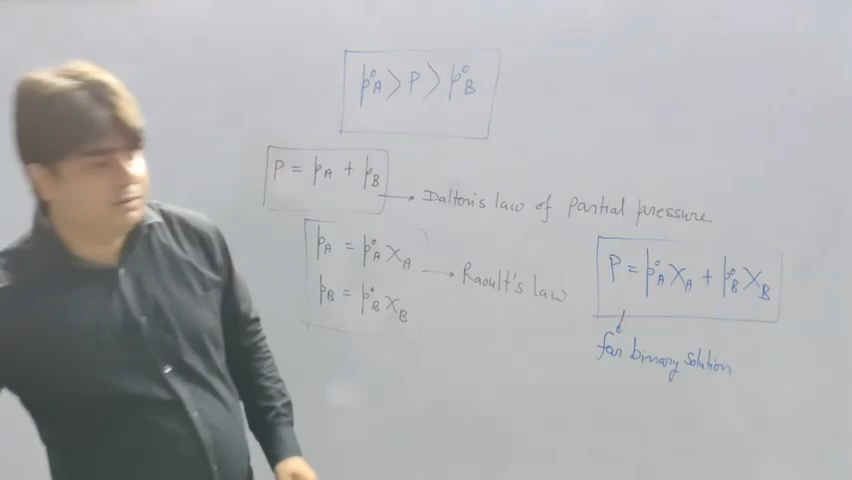 p°A > P > p°B
P = pA + pB
→ Dalton's law of partial pressure
pA = p°A XA
pB = p°B XB
→ Raoult's law
P = p°A XA + p°B XB
for binary solution